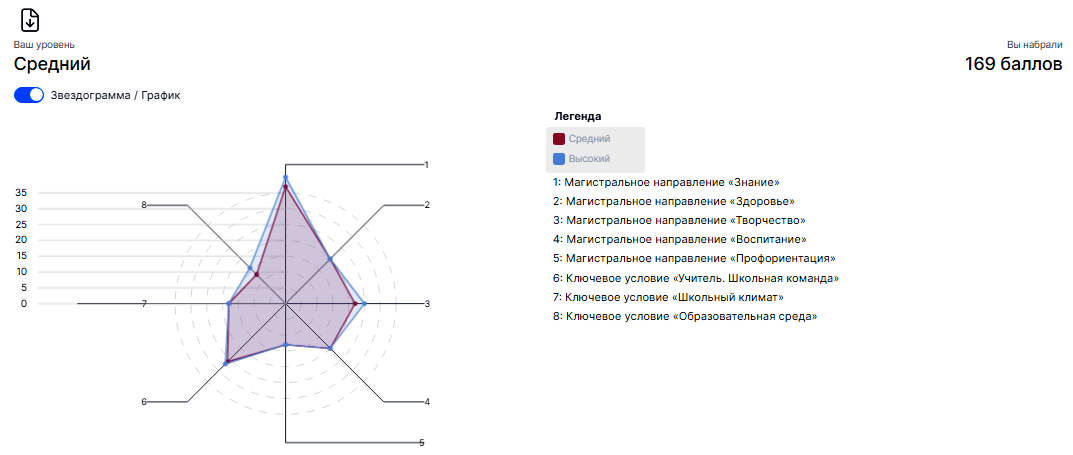 Ваш уровень
Вы набрали
Средний
169 баллов
Звездограмма / График
Легенда
Средний
Высокий
1: Магистральное направление «Знание»
2: Магистральное направление «Здоровье»
3: Магистральное направление «Творчество»
4: Магистральное направление «Воспитание»
5: Магистральное направление «Профориентация»
6: Ключевое условие «Учитель. Школьная команда»
7: Ключевое условие «Школьный климат»
8: Ключевое условие «Образовательная среда»
1
35
30
25
20
15
10
5
0
8
2
7
3
6
4
5